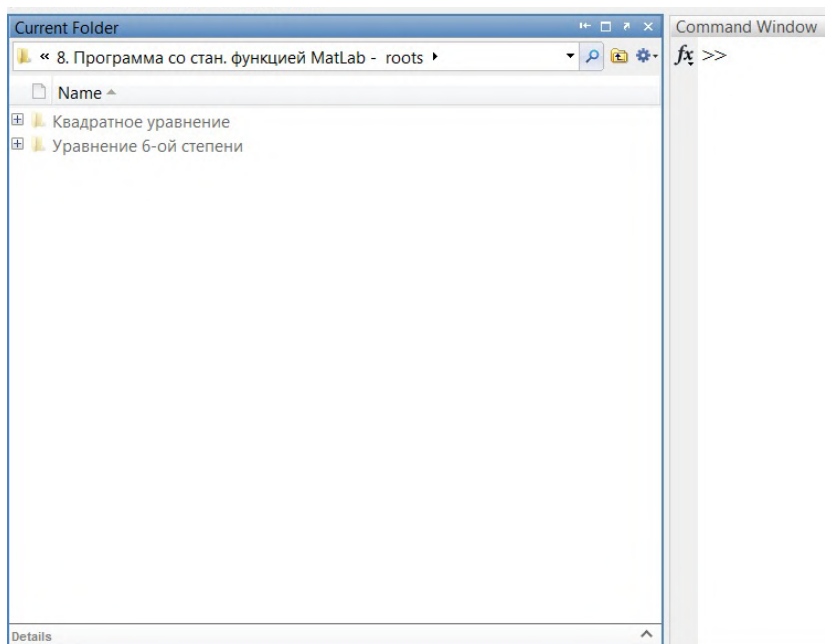 Current Folder
« 8. Программа со стан. функцией MatLab - roots
Name
Квадратное уравнение
Уравнение 6-ой степени
Details
Command Window
fx >>